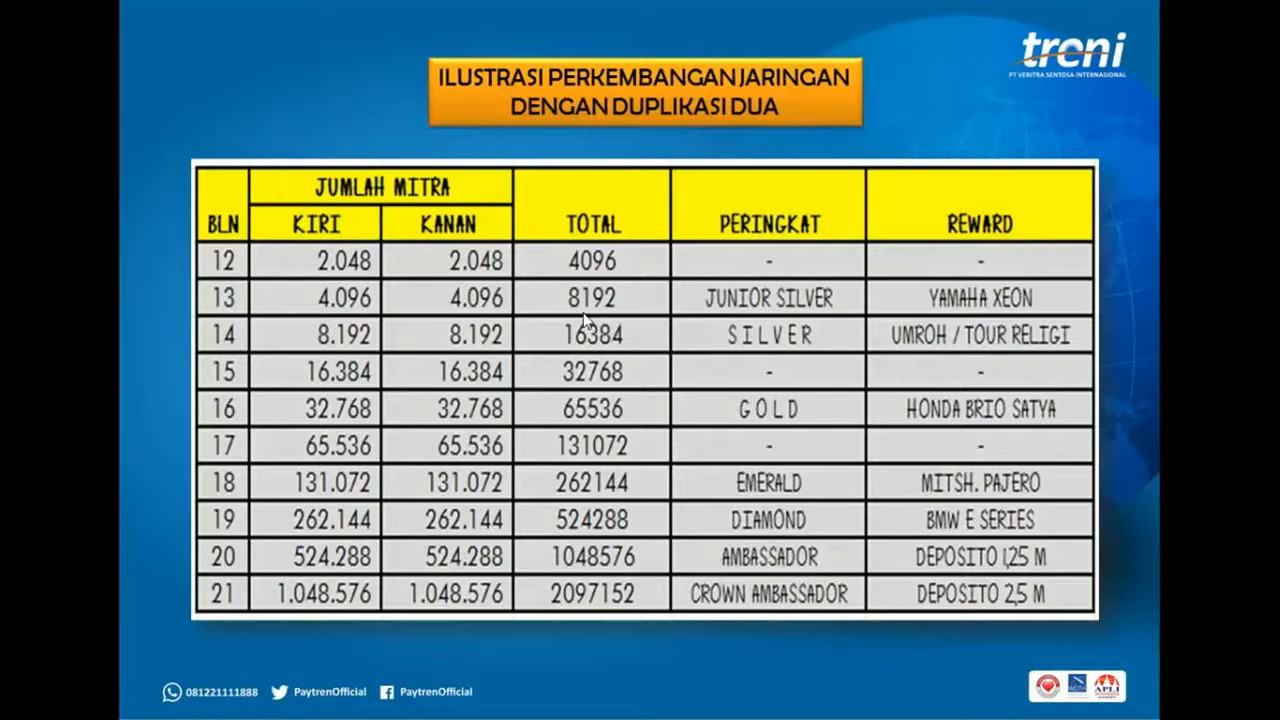 treni
PT VERITRA SENTOSA INTERNASIONAL
ILUSTRASI PERKEMBANGAN JARINGAN
DENGAN DUPLIKASI DUA
BLN JUMLAH MITRA TOTAL PERINGKAT REWARD
KIRI KANAN
12 2.048 2.048 4096 - -
13 4.096 4.096 8192 JUNIOR SILVER YAMAHA XEON
14 8.192 8.192 16384 SILVER UMROH / TOUR RELIGI
15 16.384 16.384 32768 - -
16 32.768 32.768 65536 GOLD HONDA BRIO SATYA
17 65.536 65.536 131072 - -
18 131.072 131.072 262144 EMERALD MITSH. PAJERO
19 262.144 262.144 524288 DIAMOND BMW E SERIES
20 524.288 524.288 1048576 AMBASSADOR DEPOSITO 1,25 M
21 1.048.576 1.048.576 2097152 CROWN AMBASSADOR DEPOSITO 2,5 M
081221111888 PaytrenOfficial PaytrenOfficial
APLI